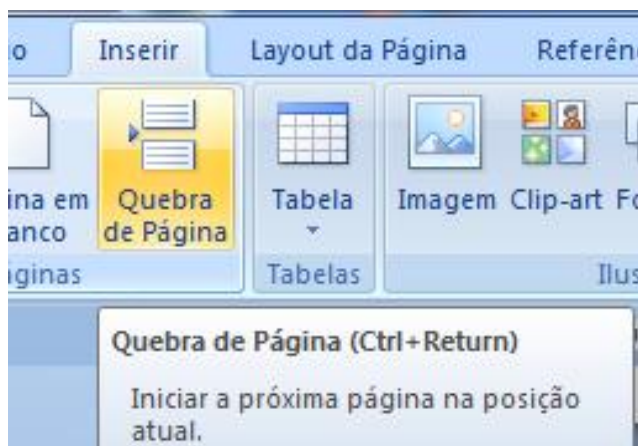 Inserir
Layout da Página
Quebra
de Página
Tabela
Imagem
Clip-art
Tabelas
Quebra de Página (Ctrl+Return)
Iniciar a próxima página na posição
atual.